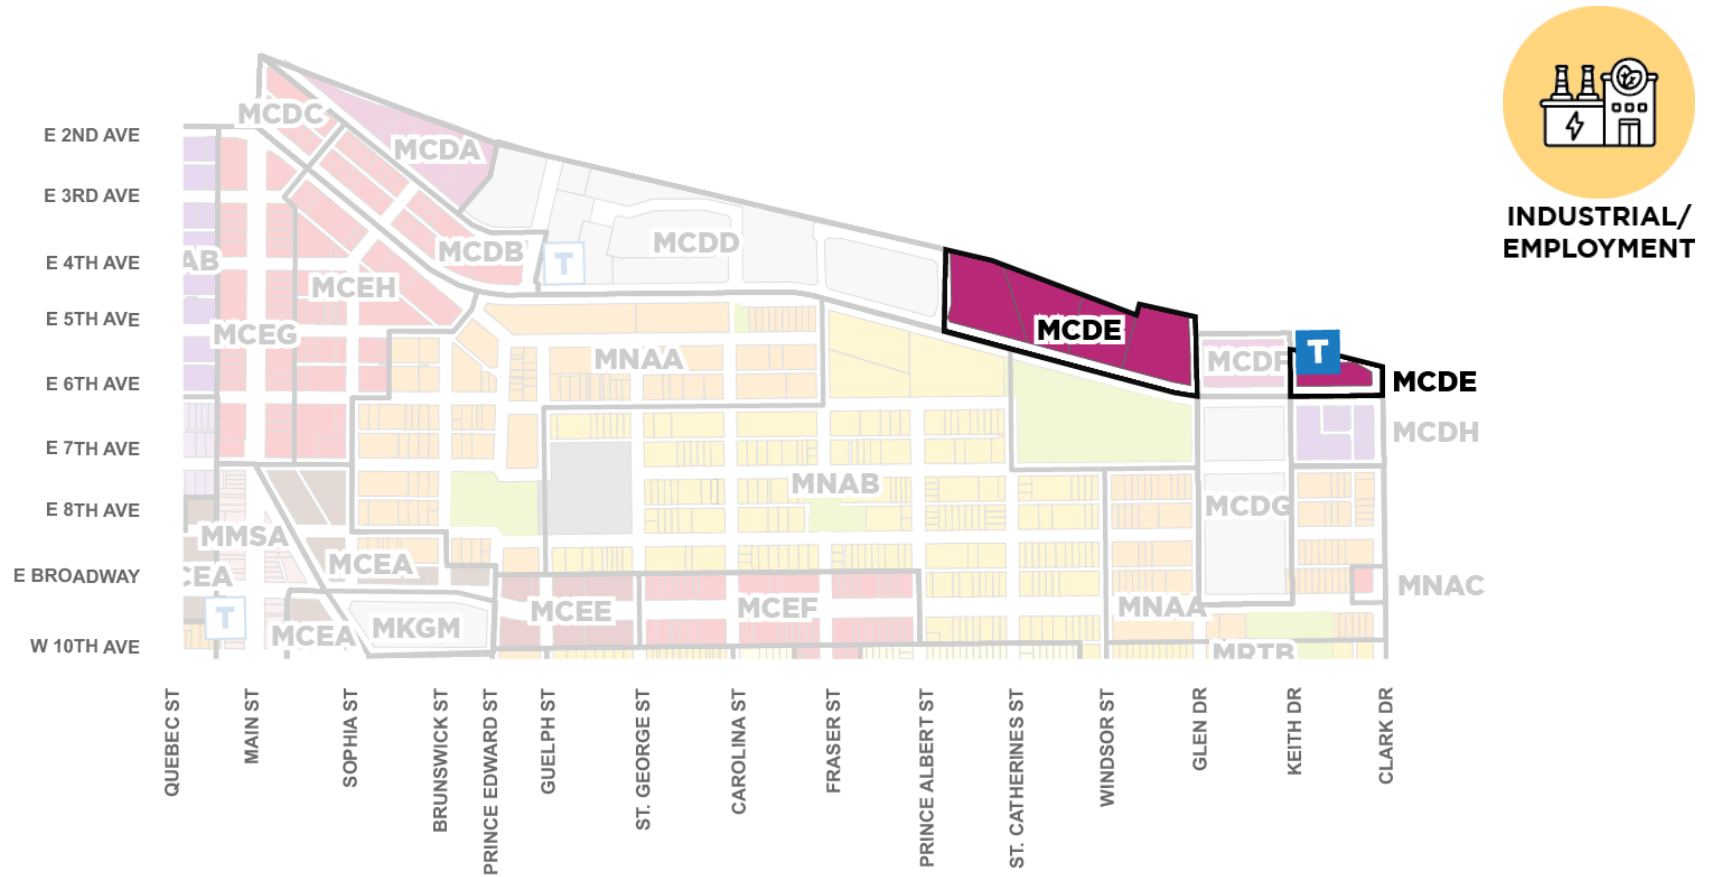 INDUSTRIAL/
EMPLOYMENT
MCDC
E 2ND AVE
MCDA
E 3RD AVE
MCDB
MCDD
T
E 4TH AVE
AB
MCEH
E 5TH AVE
MCEG
MCDE
MNAA
MCDF
T
E 6TH AVE
MCDE
MCDH
E 7TH AVE
MNAB
E 8TH AVE
MCDG
MMSA
MCEA
E BROADWAY
CEA
MNAC
MCEE
MCEF
MNAA
T
MCEA
MKGM
W 10TH AVE
MRTB
QUEBEC ST
MAIN ST
SOPHIA ST
BRUNSWICK ST
PRINCE EDWARD ST
GUELPH ST
ST. GEORGE ST
CAROLINA ST
FRASER ST
PRINCE ALBERT ST
ST. CATHERINES ST
WINDSOR ST
GLEN DR
KEITH DR
CLARK DR